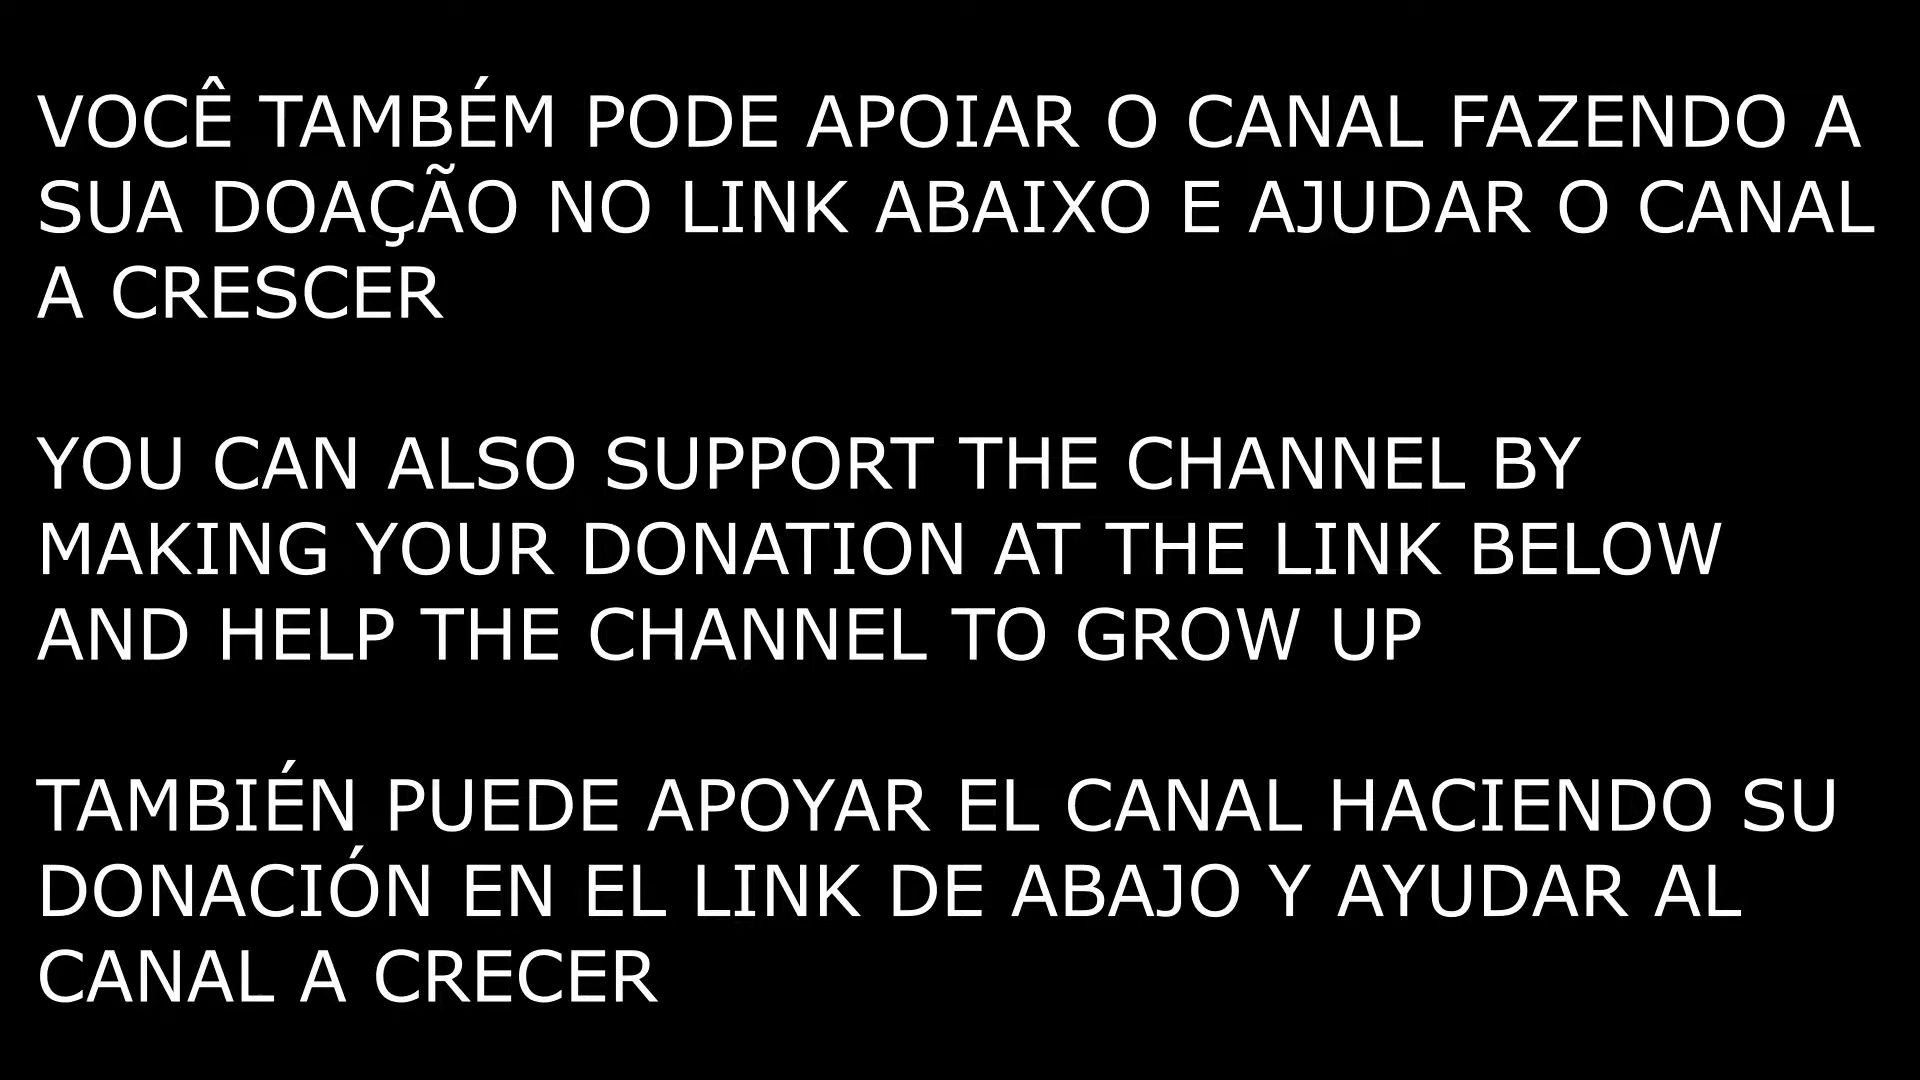 VOCÊ TAMBÉM PODE APOIAR O CANAL FAZENDO A
SUA DOAÇÃO NO LINK ABAIXO E AJUDAR O CANAL
A CRESCER
YOU CAN ALSO SUPPORT THE CHANNEL BY
MAKING YOUR DONATION AT THE LINK BELOW
AND HELP THE CHANNEL TO GROW UP
TAMBIÉN PUEDE APOYAR EL CANAL HACIENDO SU
DONACIÓN EN EL LINK DE ABAJO Y AYUDAR AL
CANAL A CRECER